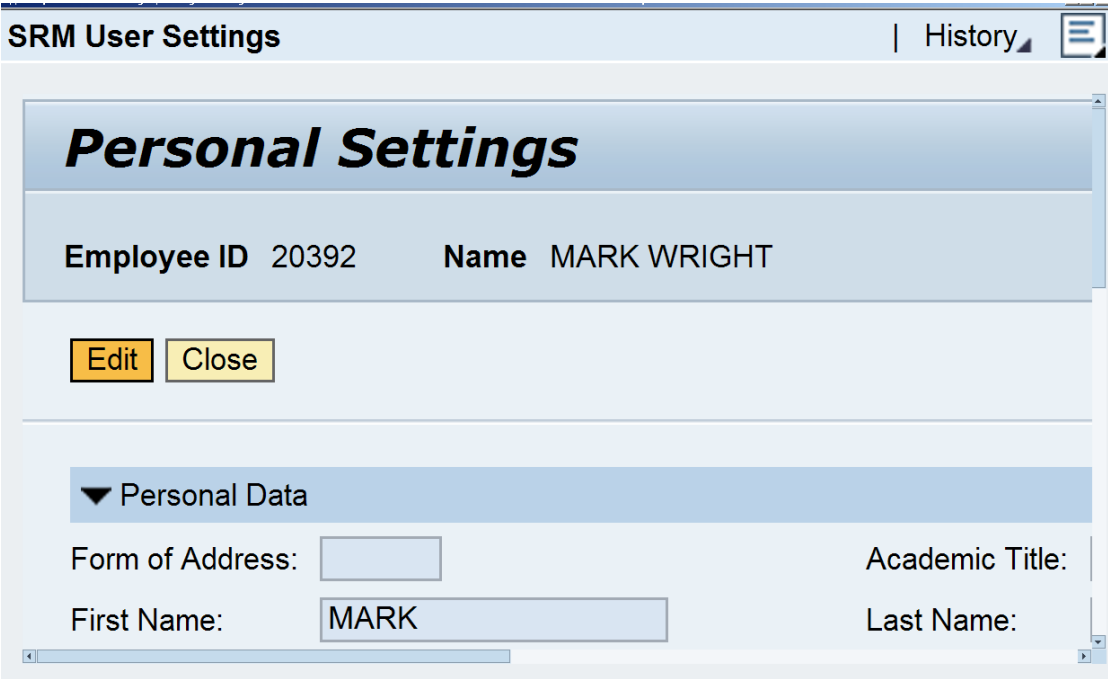 SRM User Settings | History
Personal Settings
Employee ID 20392 Name MARK WRIGHT
Edit Close
Personal Data
Form of Address: Academic Title:
First Name: MARK Last Name: